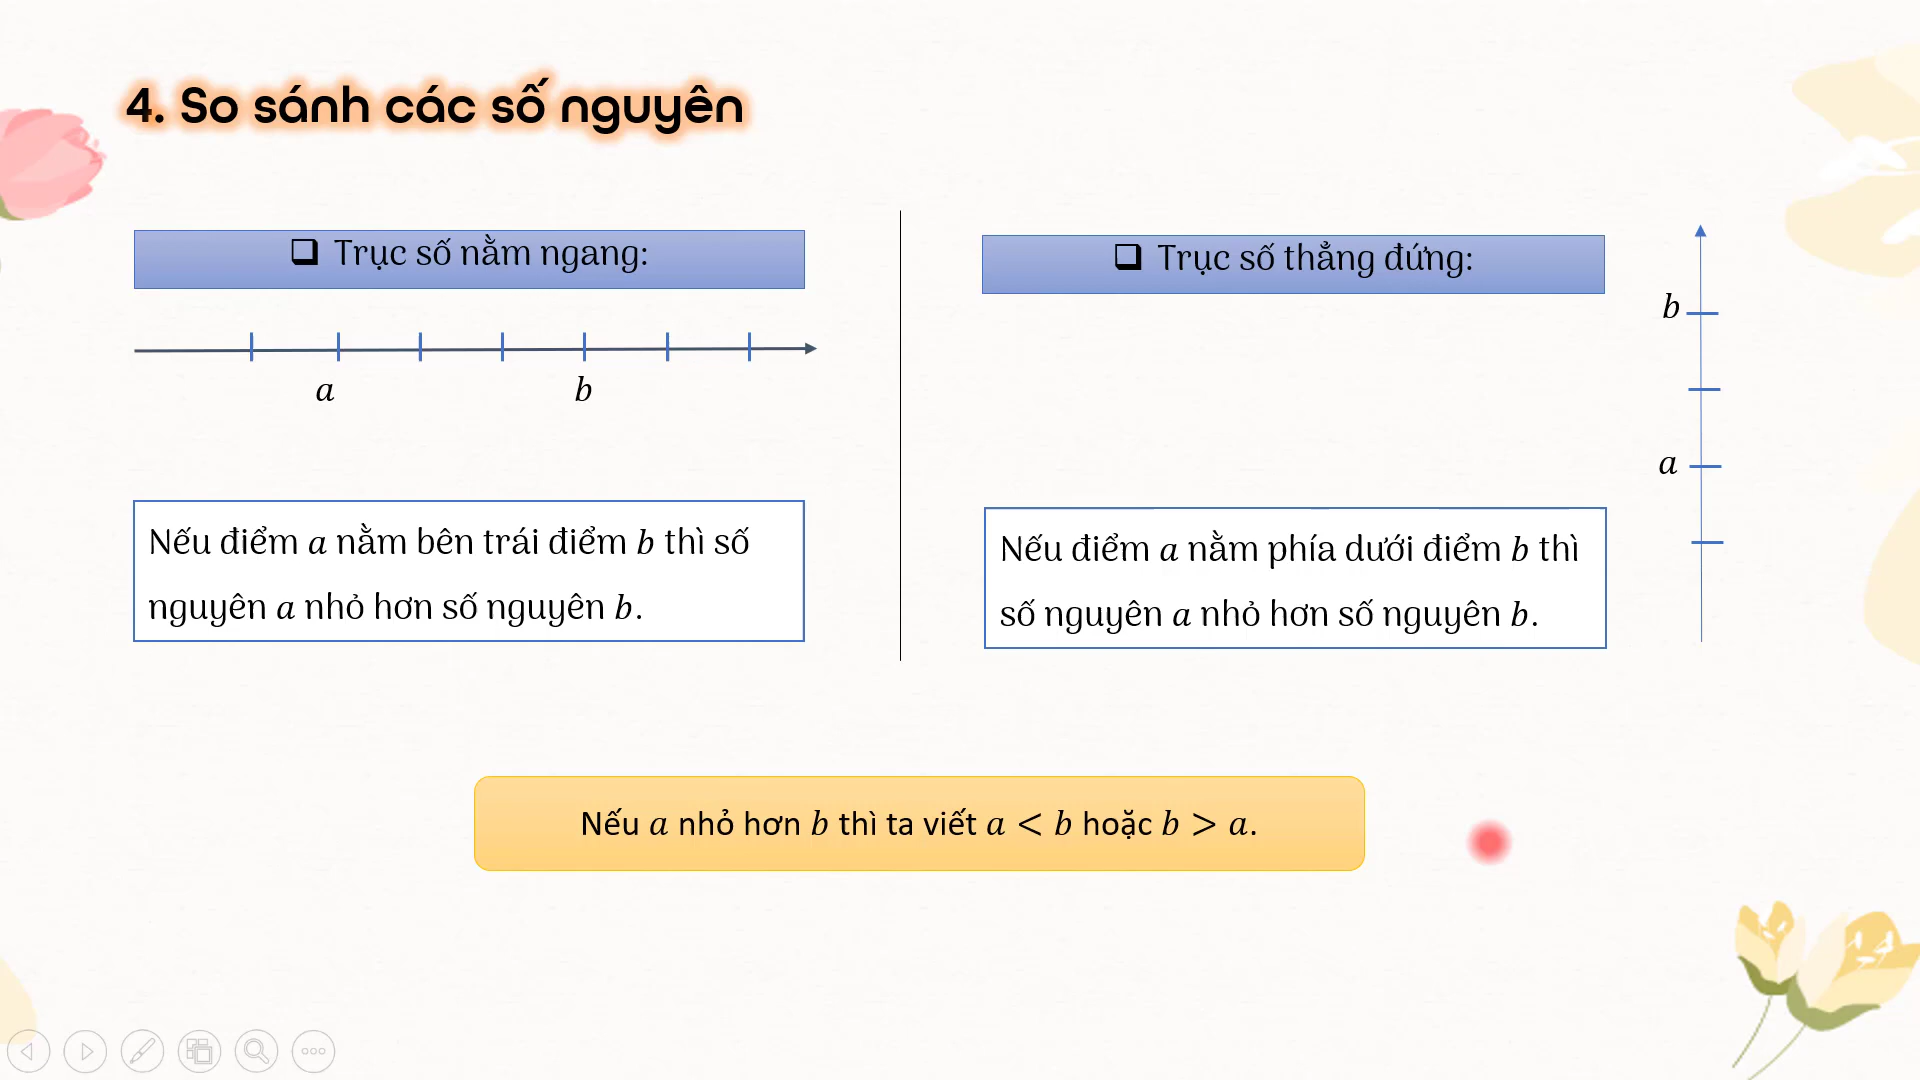 4. So sánh các số nguyên
❑ Trục số nằm ngang:
a b
Nếu điểm a nằm bên trái điểm b thì số
nguyên a nhỏ hơn số nguyên b.
❑ Trục số thẳng đứng:
b
a
Nếu điểm a nằm phía dưới điểm b thì
số nguyên a nhỏ hơn số nguyên b.
Nếu a nhỏ hơn b thì ta viết a < b hoặc b > a.